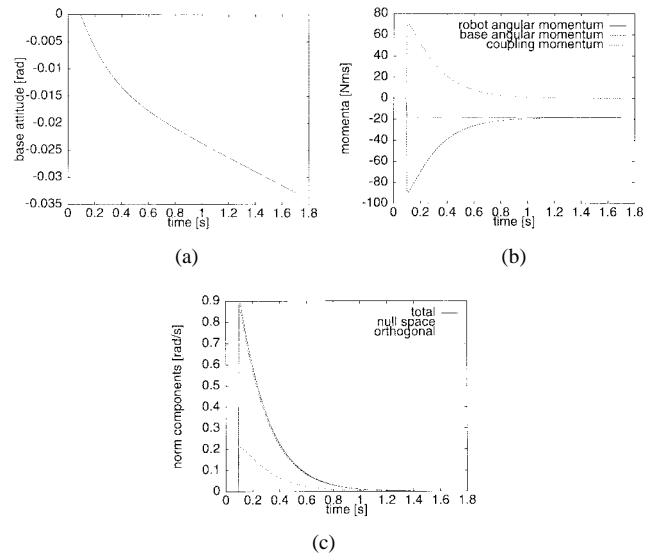 0
-0.005
-0.01
-0.015
-0.02
-0.025
-0.03
-0.035
base attitude [rad]
0 0.2 0.4 0.6 0.8 1 1.2 1.4 1.6 1.8
time [s]
(a)
80
60
40
20
0
-20
-40
-60
-80
-100
momenta [Nms]
robot angular momentum
base angular momentum
coupling momentum
0 0.2 0.4 0.6 0.8 1 1.2 1.4 1.6 1.8
time [s]
(b)
0.9
0.8
0.7
0.6
0.5
0.4
0.3
0.2
0.1
0
norm components [rad/s]
total
null space
orthogonal
0 0.2 0.4 0.6 0.8 1 1.2 1.4 1.6 1.8
time [s]
(c)